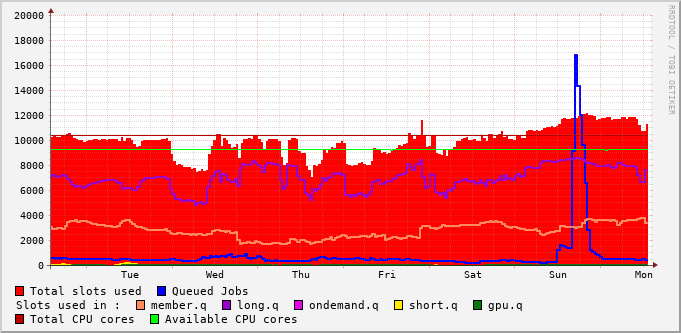 RRDTOOL / TOBI OETIKER
20000
18000
16000
14000
12000
10000
8000
6000
4000
2000
0
Tue Wed Thu Fri Sat Sun Mon
Total slots used Queued Jobs
Slots used in : member.q long.q ondemand.q short.q gpu.q
Total CPU cores Available CPU cores